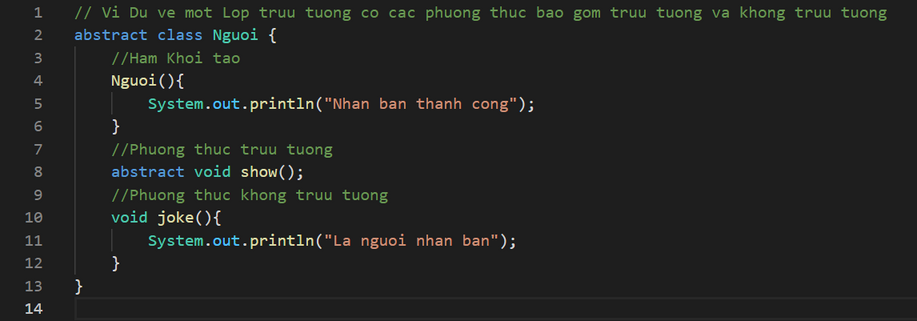 1 // Vi Du ve mot Lop truu tuong co cac phuong thuc bao gom truu tuong va khong truu tuong
2 abstract class Nguoi {
3 //Ham Khoi tao
4 Nguoi(){
5 System.out.println("Nhan ban thanh cong");
6 }
7 //Phuong thuc truu tuong
8 abstract void show();
9 //Phuong thuc khong truu tuong
10 void joke(){
11 System.out.println("La nguoi nhan ban");
12 }
13 }
14